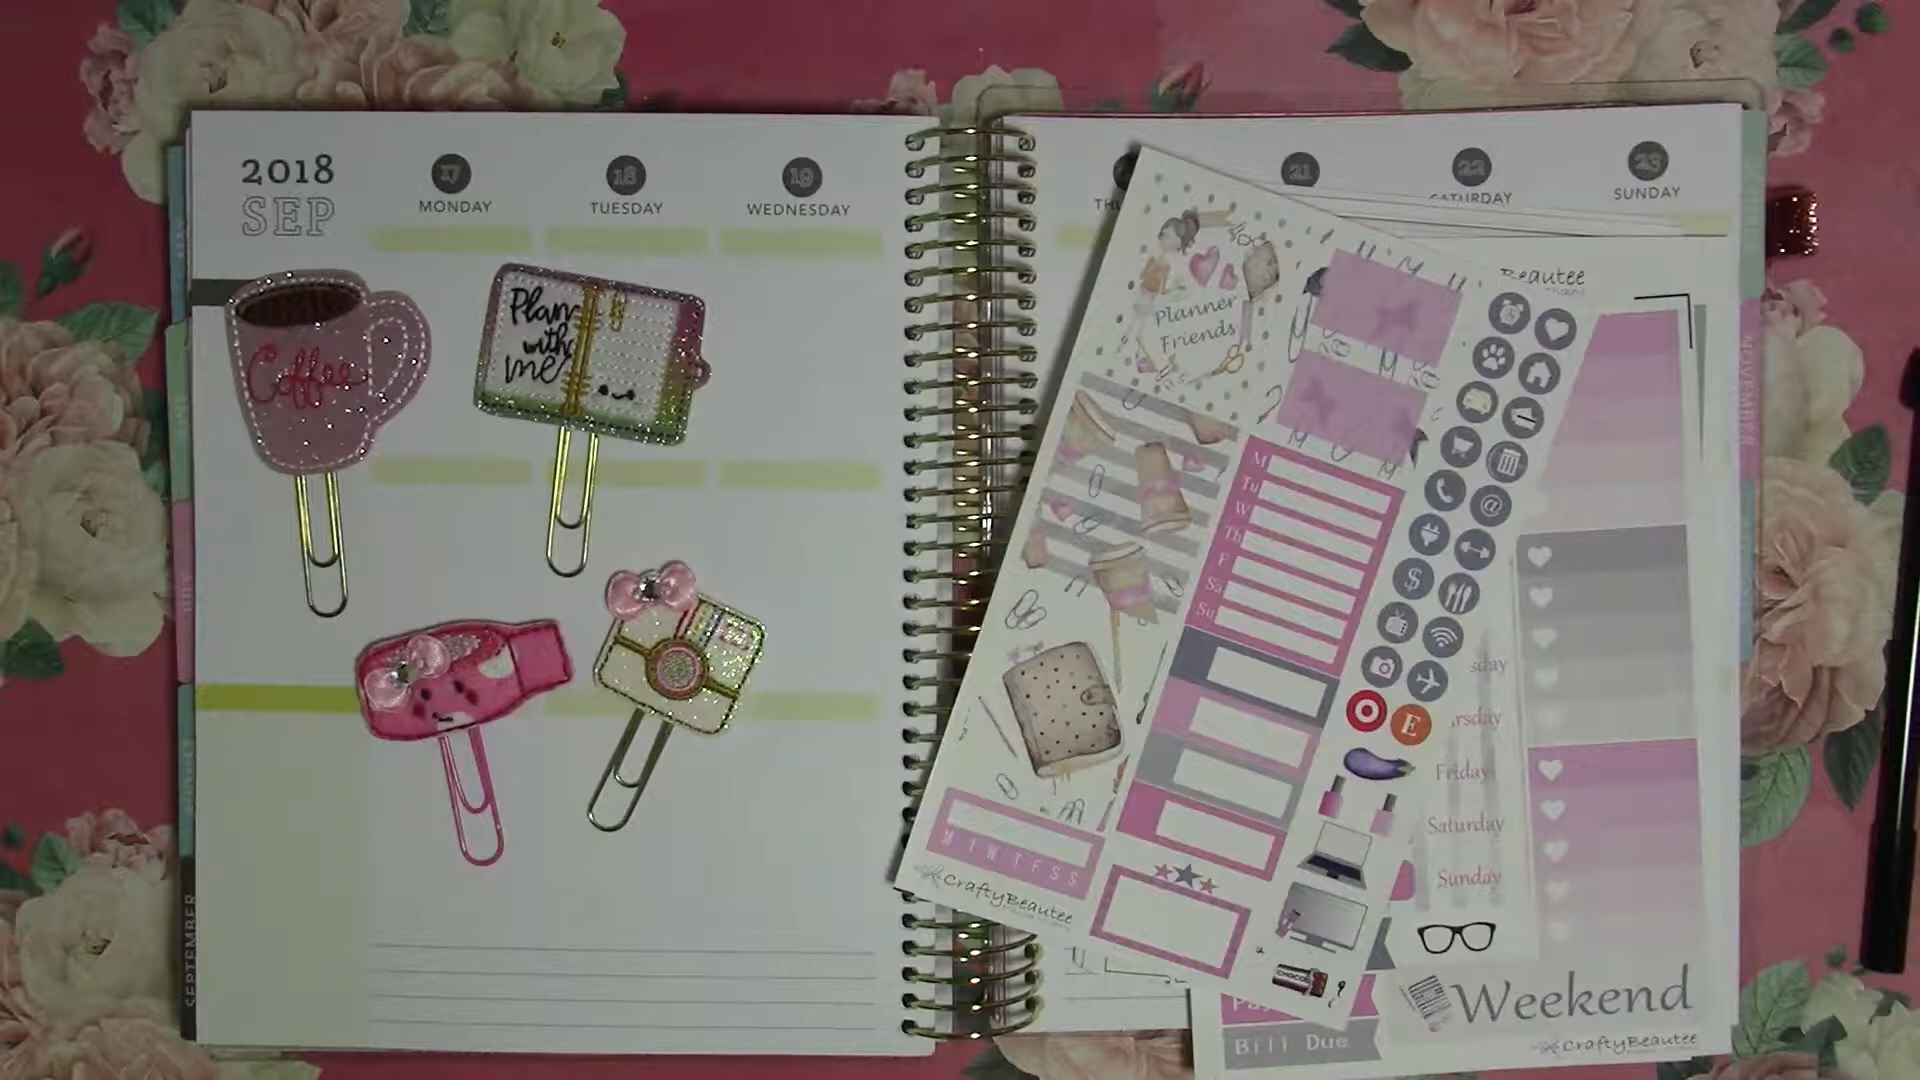 2018
SEP
17
MONDAY
18
TUESDAY
19
WEDNESDAY
21
22
SATURDAY
23
SUNDAY
Coffee
Plan
with
me
SEPTEMBER
NOVEMBER
Planner
Friends
M
Tu
W
Th
F
Sa
Su
M T W T F S S
CraftyBeautee
Beautee
@
$
E
Friday
Saturday
Sunday
CHOCO
Weekend
Bill Due
CraftyBeautee